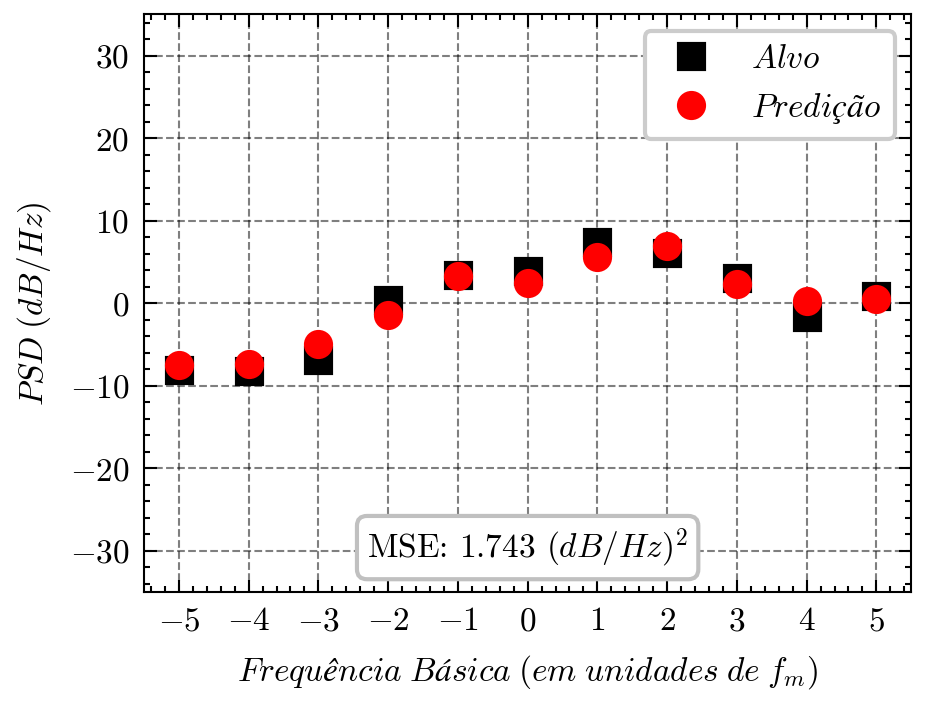 Alvo
Predição
PSD (dB/Hz)
30
20
10
0
−10
−20
−30
MSE: 1.743 (dB/Hz)²
−5 −4 −3 −2 −1 0 1 2 3 4 5
Frequência Básica (em unidades de fₘ)